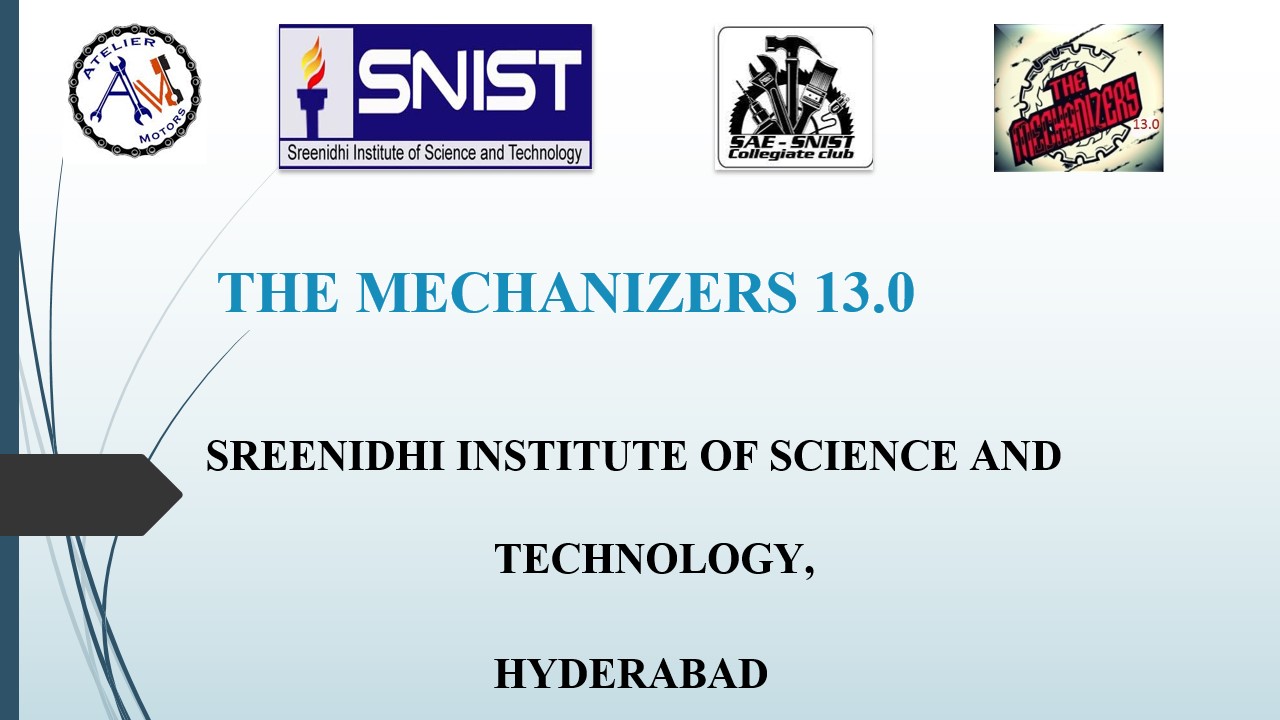 ATELIER
AM
MOTORS
SNIST
Sreenidhi Institute of Science and Technology
SAE - SNIST
Collegiate club
THE
MECHANIZERS
13.0
THE MECHANIZERS 13.0
SREENIDHI INSTITUTE OF SCIENCE AND
TECHNOLOGY,
HYDERABAD